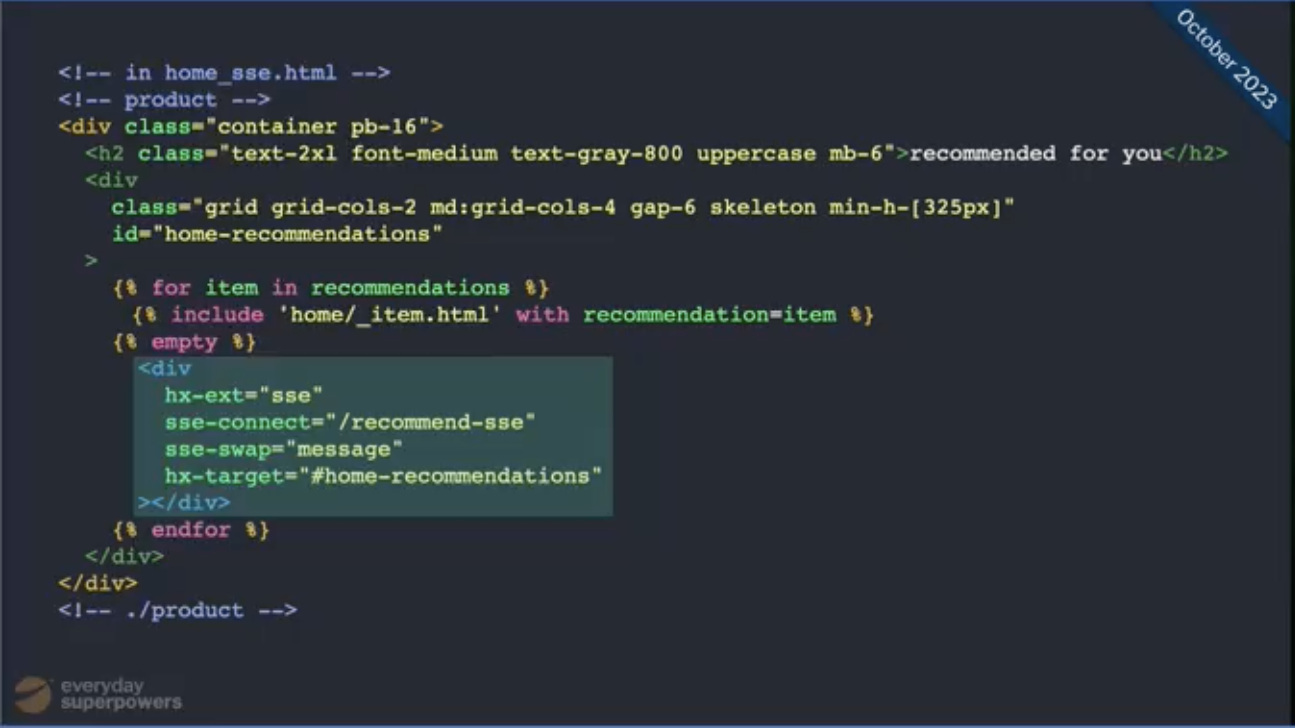 October 2023
<!-- in home_sse.html -->
<!-- product -->
<div class="container pb-16">
  <h2 class="text-2xl font-medium text-gray-800 uppercase mb-6">recommended for you</h2>
  <div
    class="grid grid-cols-2 md:grid-cols-4 gap-6 skeleton min-h-[325px]"
    id="home-recommendations"
  >
    {% for item in recommendations %}
      {% include 'home/_item.html' with recommendation=item %}
    {% empty %}
      <div
        hx-ext="sse"
        sse-connect="/recommend-sse"
        sse-swap="message"
        hx-target="#home-recommendations"
      ></div>
    {% endfor %}
  </div>
</div>
<!-- ./product -->
everyday
superpowers